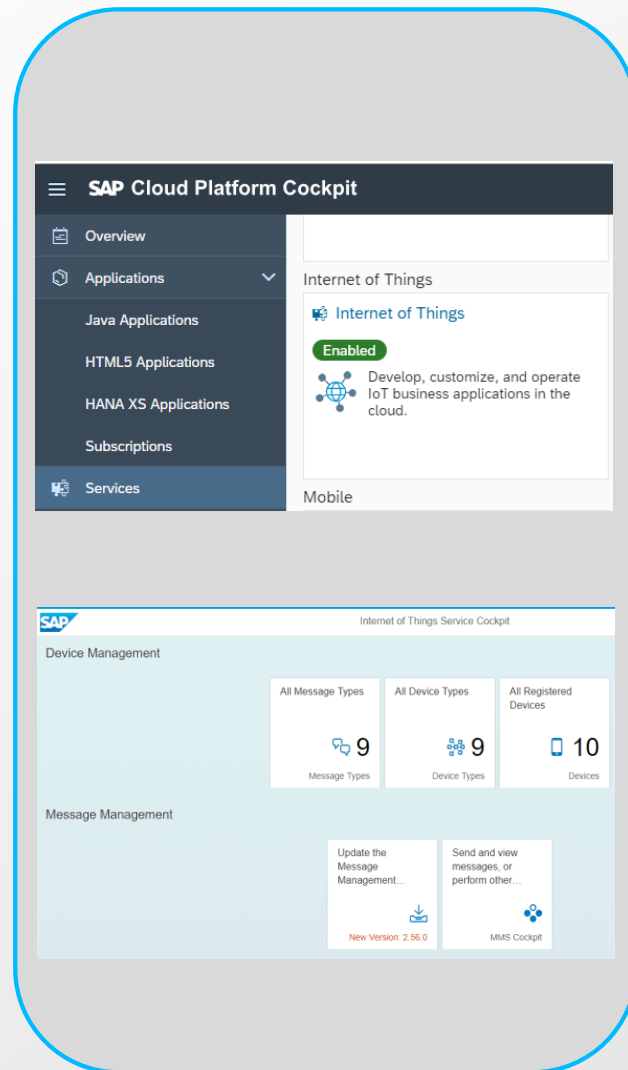 SAP Cloud Platform Cockpit
Overview
Applications
Java Applications
HTML5 Applications
HANA XS Applications
Subscriptions
Services
Internet of Things
Internet of Things
Enabled
Develop, customize, and operate
IoT business applications in the
cloud.
Mobile
SAP
Internet of Things Service Cockpit
Device Management
All Message Types
9
Message Types
All Device Types
9
Device Types
All Registered
Devices
10
Devices
Message Management
Update the
Message
Management...
New Version: 2.56.0
Send and view
messages, or
perform other...
MMS Cockpit